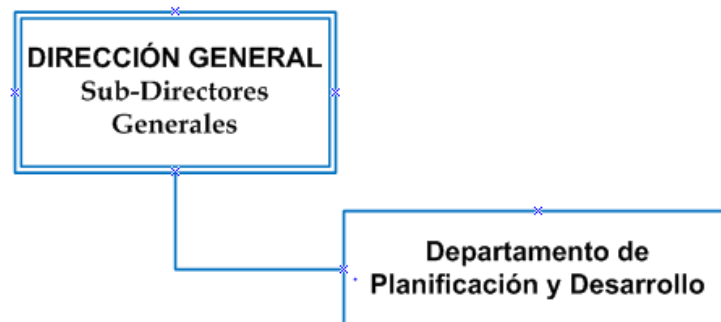 DIRECCIÓN GENERAL
Sub-Directores
Generales
Departamento de
Planificación y Desarrollo